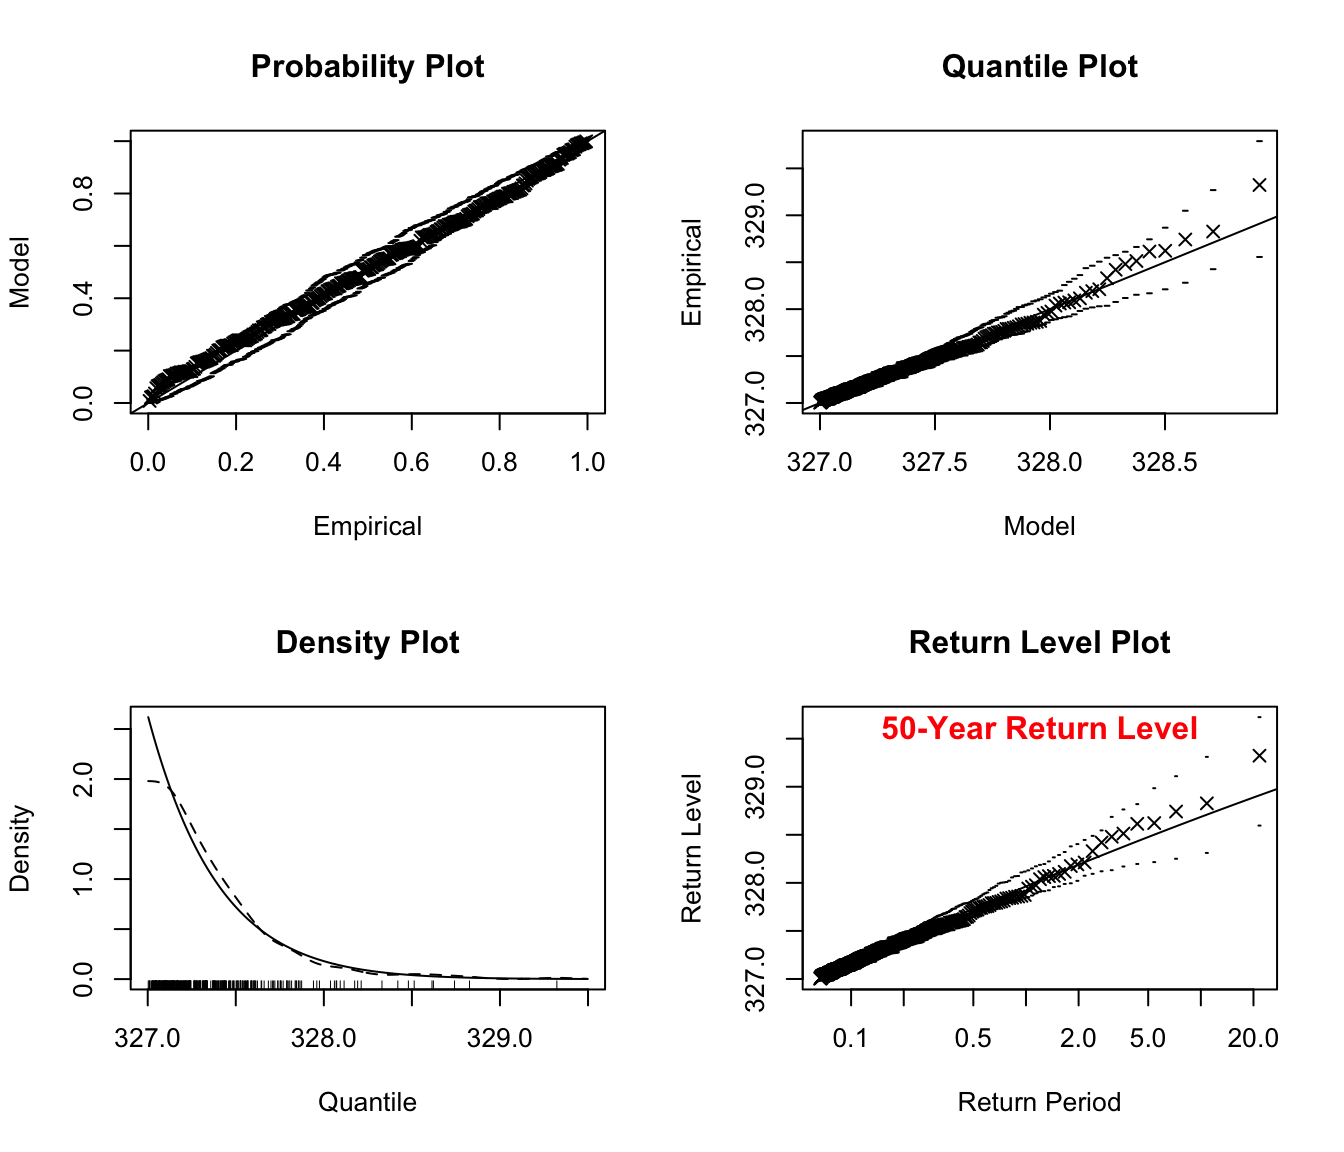 Probability Plot
Model
0.0 0.4 0.8
0.0 0.2 0.4 0.6 0.8 1.0
Empirical
Quantile Plot
Empirical
327.0 328.0 329.0
327.0 327.5 328.0 328.5
Model
Density Plot
Density
0.0 1.0 2.0
327.0 328.0 329.0
Quantile
Return Level Plot
50-Year Return Level
Return Level
327.0 328.0 329.0
0.1 0.5 2.0 5.0 20.0
Return Period